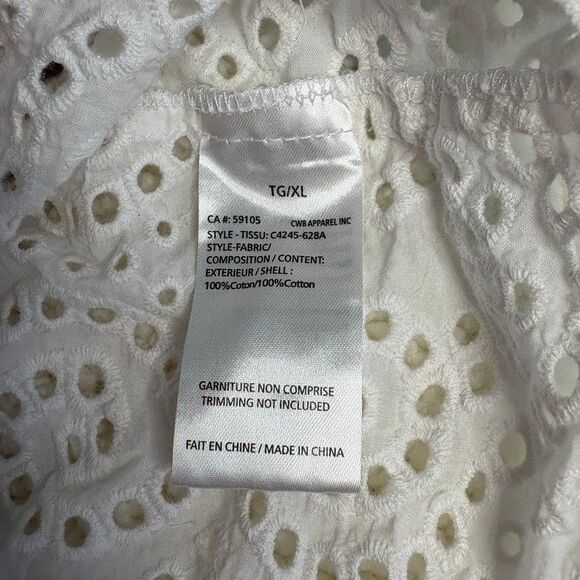 TG/XL
CA #: 59105 CWB APPAREL INC
STYLE - TISSU: C4245-628A
STYLE-FABRIC/
COMPOSITION / CONTENT:
EXTERIEUR / SHELL :
100%Coton/100%Cotton
GARNITURE NON COMPRISE
TRIMMING NOT INCLUDED
FAIT EN CHINE / MADE IN CHINA